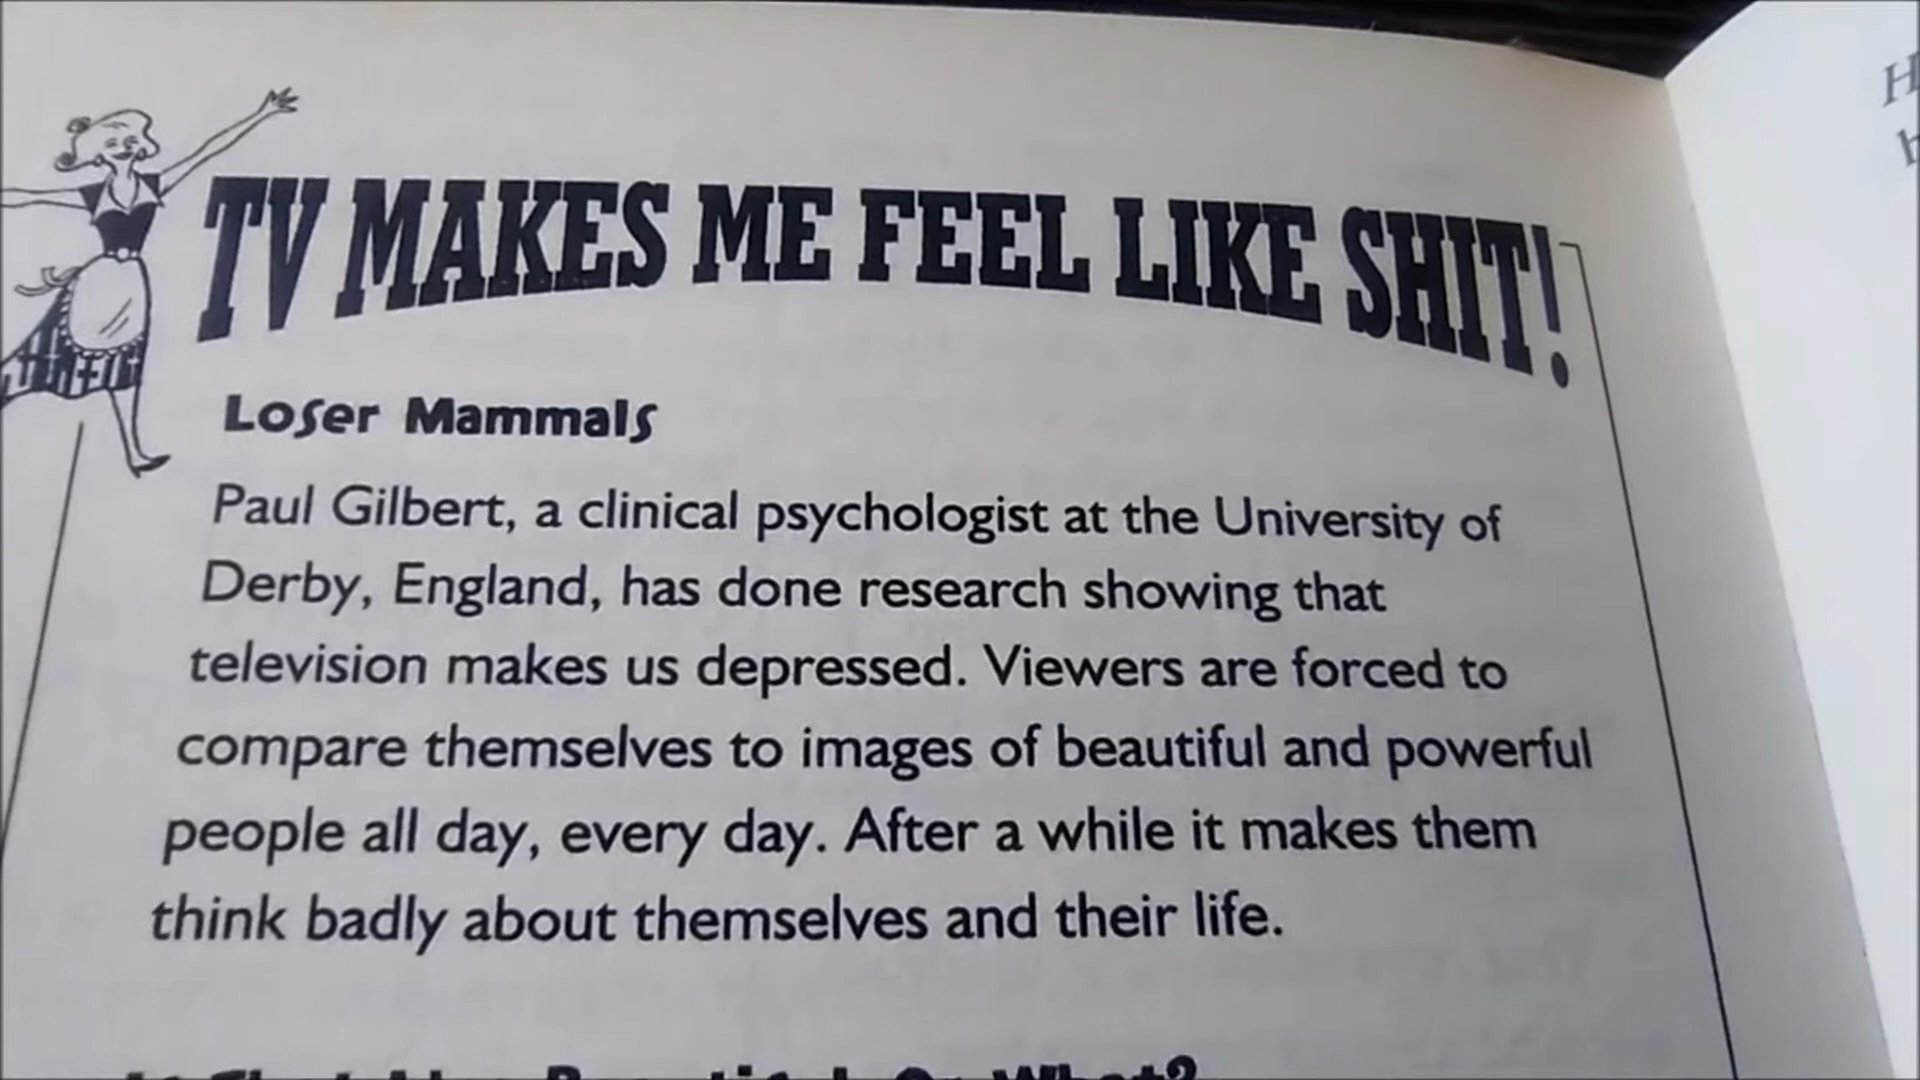 TV MAKES ME FEEL LIKE SHIT!
Loser Mammals
Paul Gilbert, a clinical psychologist at the University of
Derby, England, has done research showing that
television makes us depressed. Viewers are forced to
compare themselves to images of beautiful and powerful
people all day, every day. After a while it makes them
think badly about themselves and their life.
Or What?